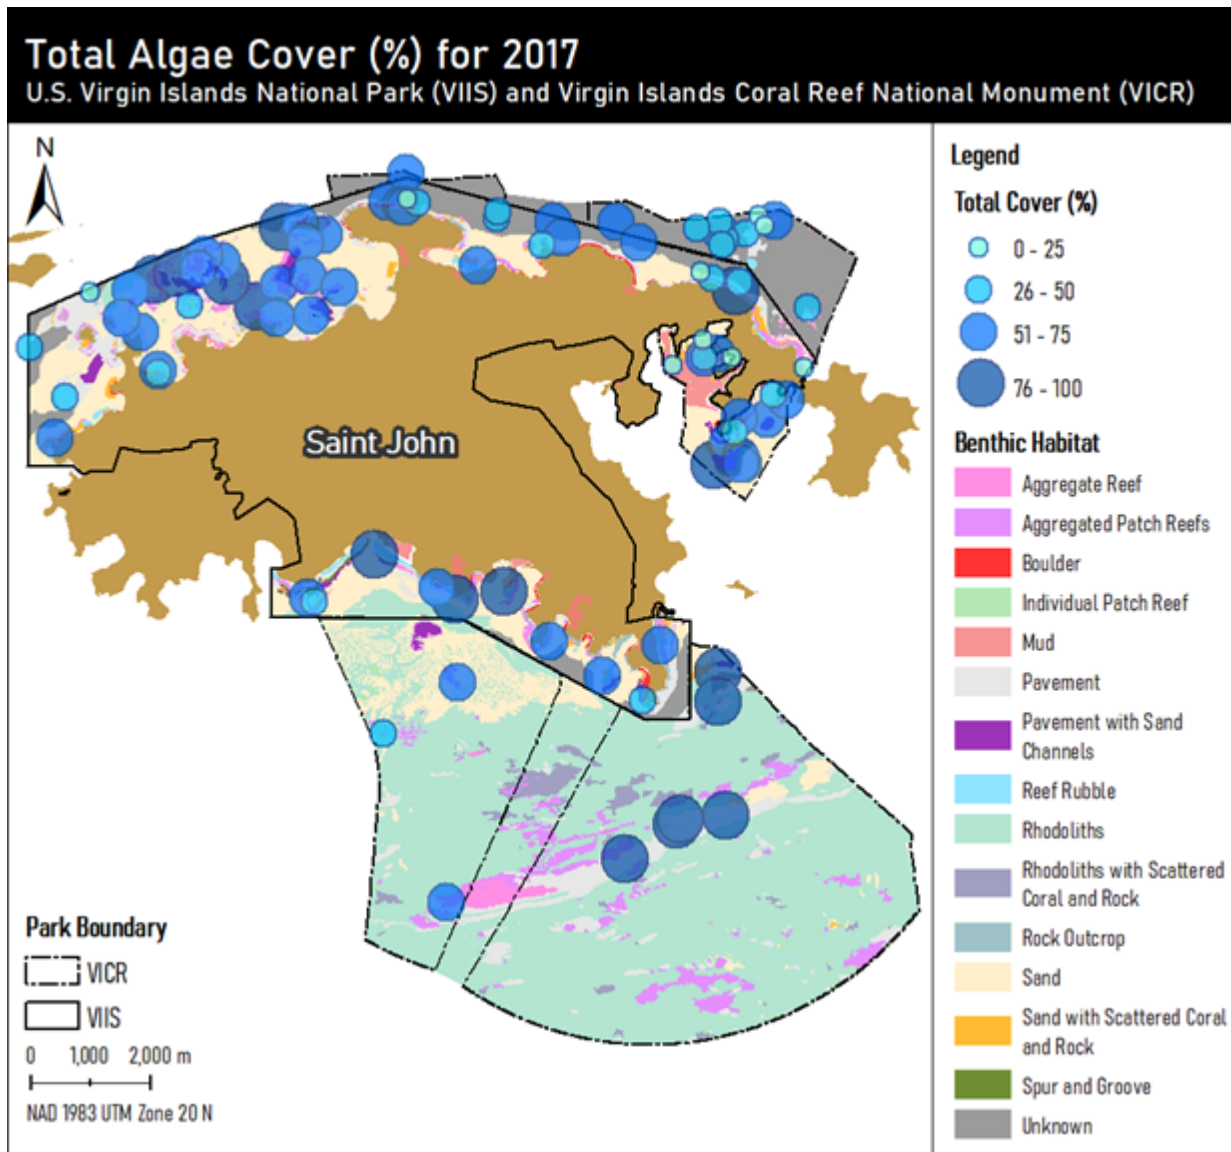 Total Algae Cover (%) for 2017
U.S. Virgin Islands National Park (VIIS) and Virgin Islands Coral Reef National Monument (VICR)
N
Saint John
Park Boundary
VICR
VIIS
0 1,000 2,000 m
NAD 1983 UTM Zone 20 N
Legend
Total Cover (%)
0 - 25
26 - 50
51 - 75
76 - 100
Benthic Habitat
Aggregate Reef
Aggregated Patch Reefs
Boulder
Individual Patch Reef
Mud
Pavement
Pavement with Sand
Channels
Reef Rubble
Rhodoliths
Rhodoliths with Scattered
Coral and Rock
Rock Outcrop
Sand
Sand with Scattered Coral
and Rock
Spur and Groove
Unknown